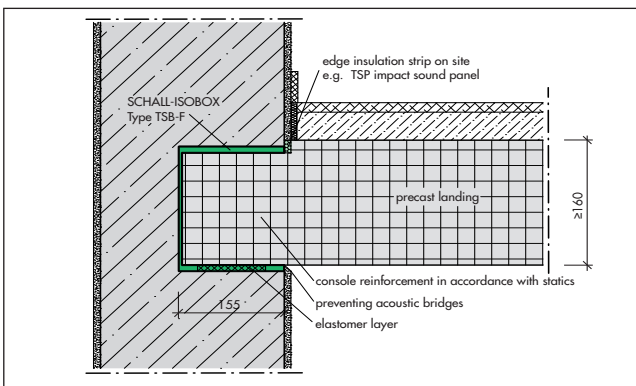 edge insulation strip on site
e.g. TSP impact sound panel
SCHALL-ISOBOX
Type TSB-F
precast landing
≥160
console reinforcement in accordance with statics
preventing acoustic bridges
155
elastomer layer